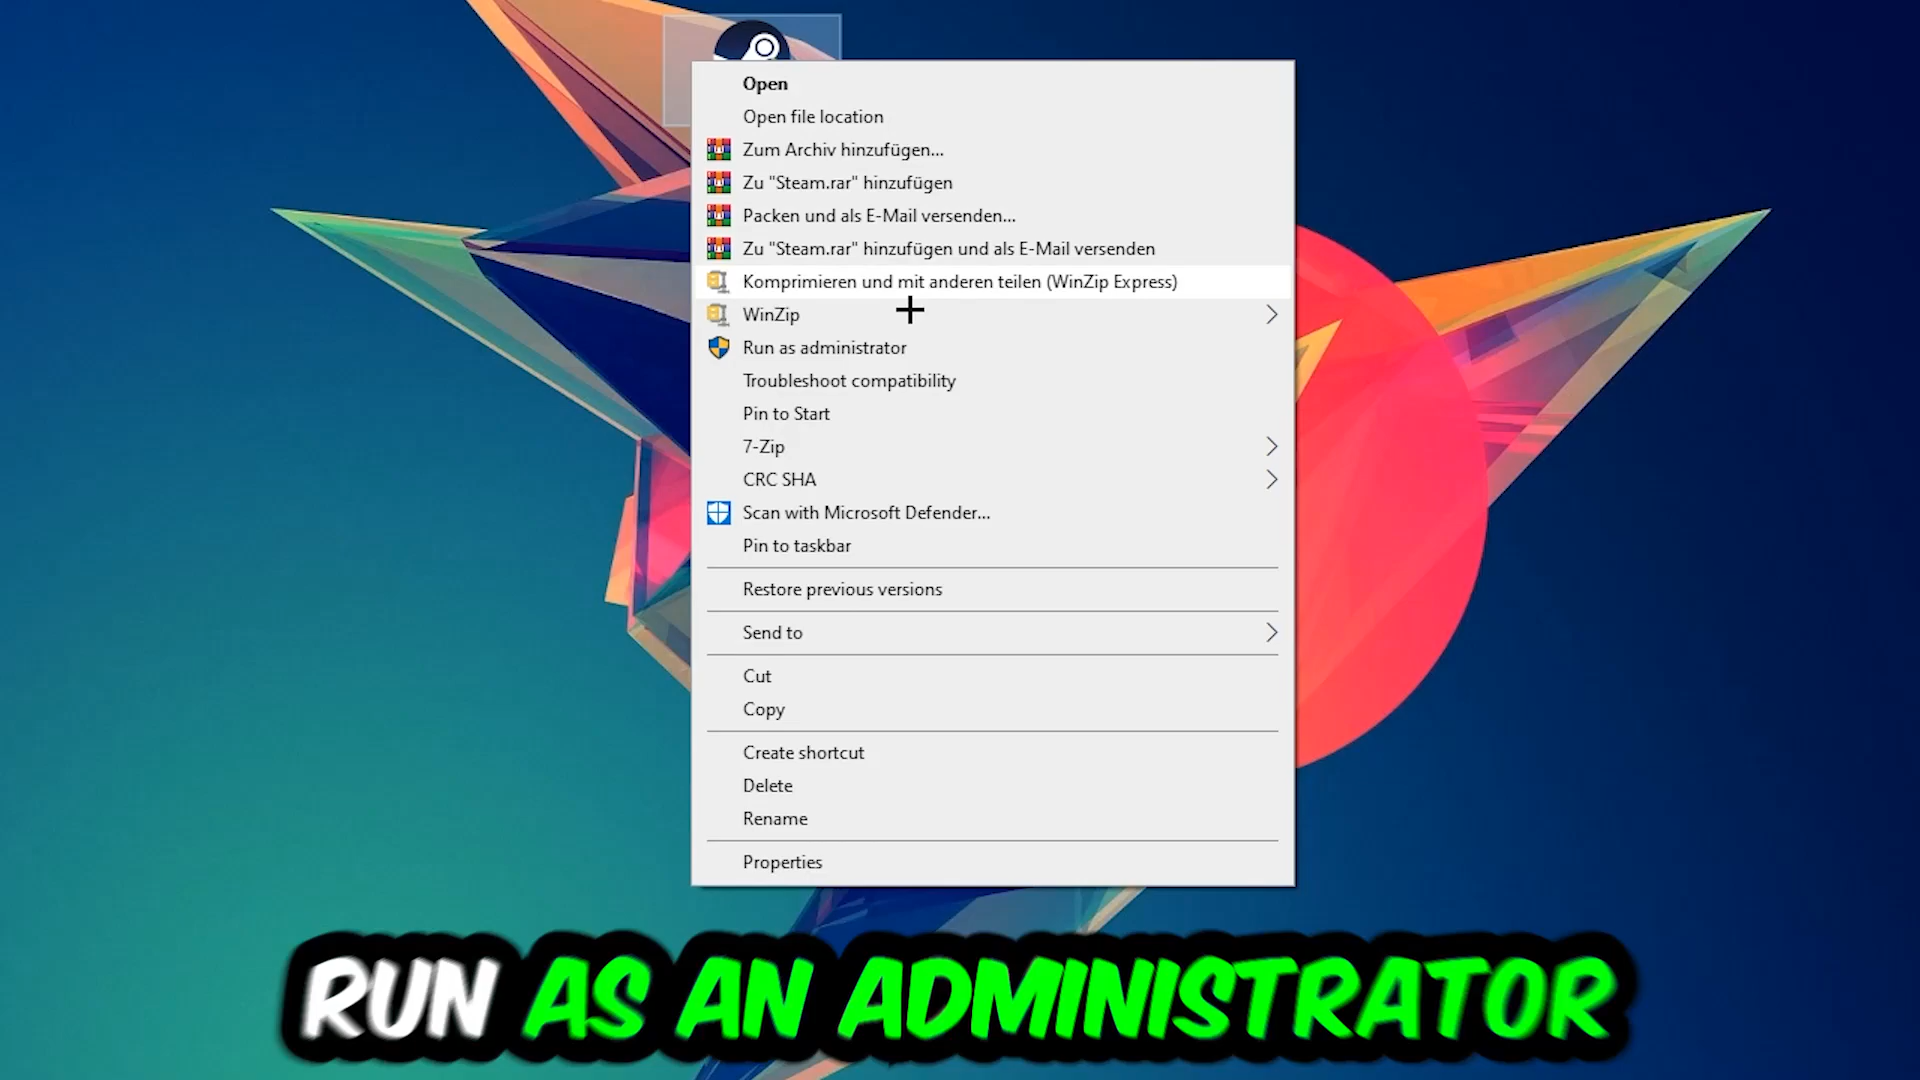 Open
Open file location
Zum Archiv hinzufügen...
Zu "Steam.rar" hinzufügen
Packen und als E-Mail versenden...
Zu "Steam.rar" hinzufügen und als E-Mail versenden
Komprimieren und mit anderen teilen (WinZip Express)
WinZip
Run as administrator
Troubleshoot compatibility
Pin to Start
7-Zip
CRC SHA
Scan with Microsoft Defender...
Pin to taskbar
Restore previous versions
Send to
Cut
Copy
Create shortcut
Delete
Rename
Properties
RUN AS AN ADMINISTRATOR